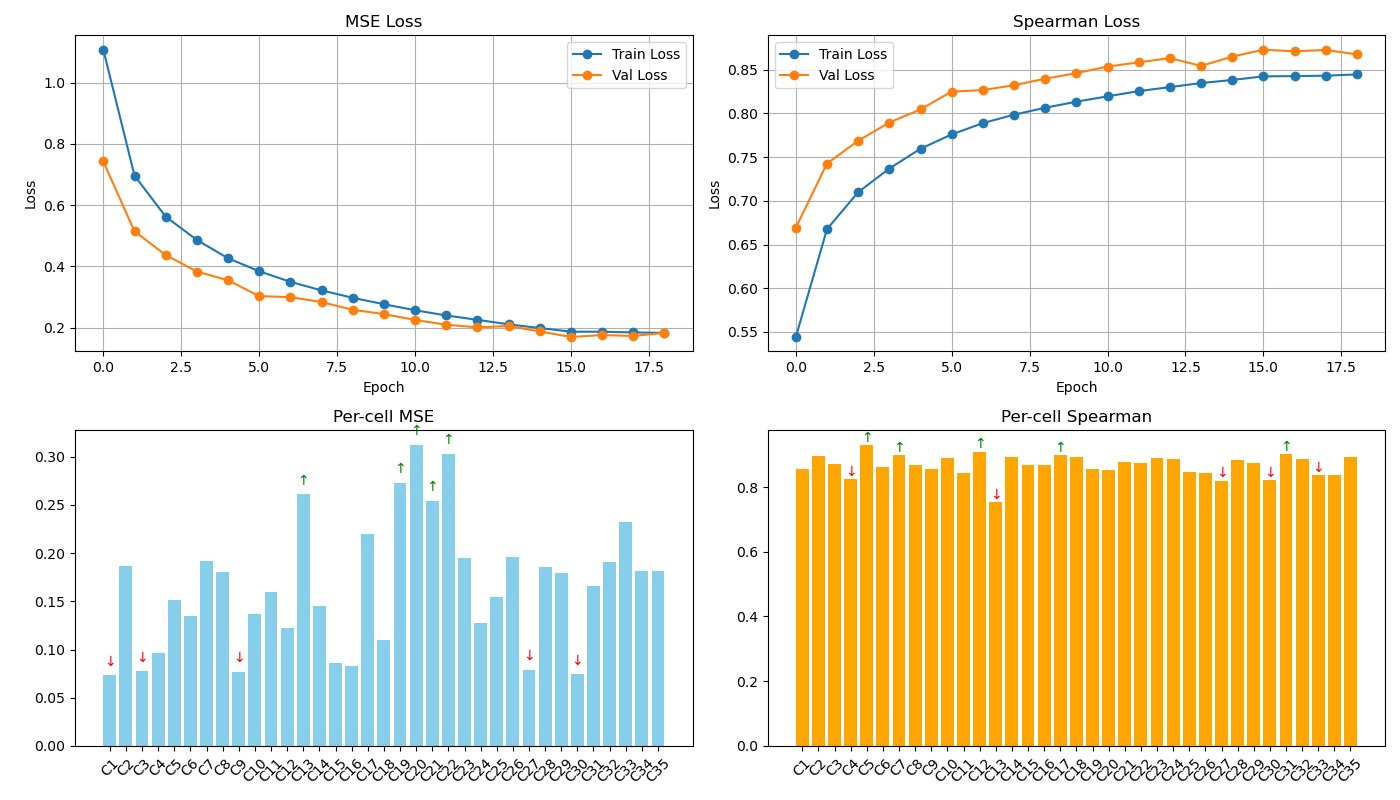 MSE Loss
Loss
1.0
0.8
0.6
0.4
0.2
Train Loss
Val Loss
0.0 2.5 5.0 7.5 10.0 12.5 15.0 17.5
Epoch
Spearman Loss
Loss
0.85
0.80
0.75
0.70
0.65
0.60
0.55
Train Loss
Val Loss
0.0 2.5 5.0 7.5 10.0 12.5 15.0 17.5
Epoch
Per-cell MSE
0.30
0.25
0.20
0.15
0.10
0.05
0.00
↓ ↓ ↓ ↑ ↑ ↑ ↑ ↑ ↓ ↓
C1 C2 C3 C4 C5 C6 C7 C8 C9 C10 C11 C12 C13 C14 C15 C16 C17 C18 C19 C20 C21 C22 C23 C24 C25 C26 C27 C28 C29 C30 C31 C32 C33 C34 C35
Per-cell Spearman
0.8
0.6
0.4
0.2
0.0
↓ ↑ ↑ ↑ ↓ ↑ ↓ ↓ ↑ ↓
C1 C2 C3 C4 C5 C6 C7 C8 C9 C10 C11 C12 C13 C14 C15 C16 C17 C18 C19 C20 C21 C22 C23 C24 C25 C26 C27 C28 C29 C30 C31 C32 C33 C34 C35